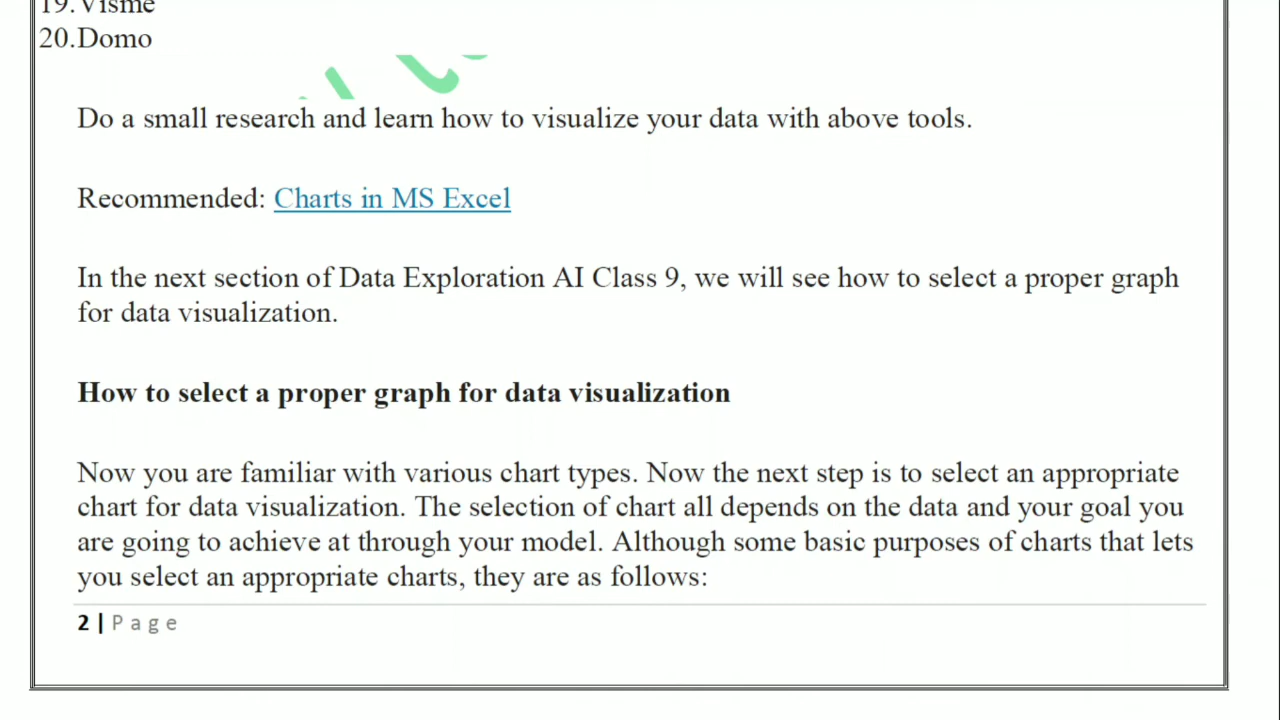 19.Visme
20.Domo
Do a small research and learn how to visualize your data with above tools.
Recommended: Charts in MS Excel
In the next section of Data Exploration AI Class 9, we will see how to select a proper graph
for data visualization.
How to select a proper graph for data visualization
Now you are familiar with various chart types. Now the next step is to select an appropriate
chart for data visualization. The selection of chart all depends on the data and your goal you
are going to achieve at through your model. Although some basic purposes of charts that lets
you select an appropriate charts, they are as follows:
2 | Page